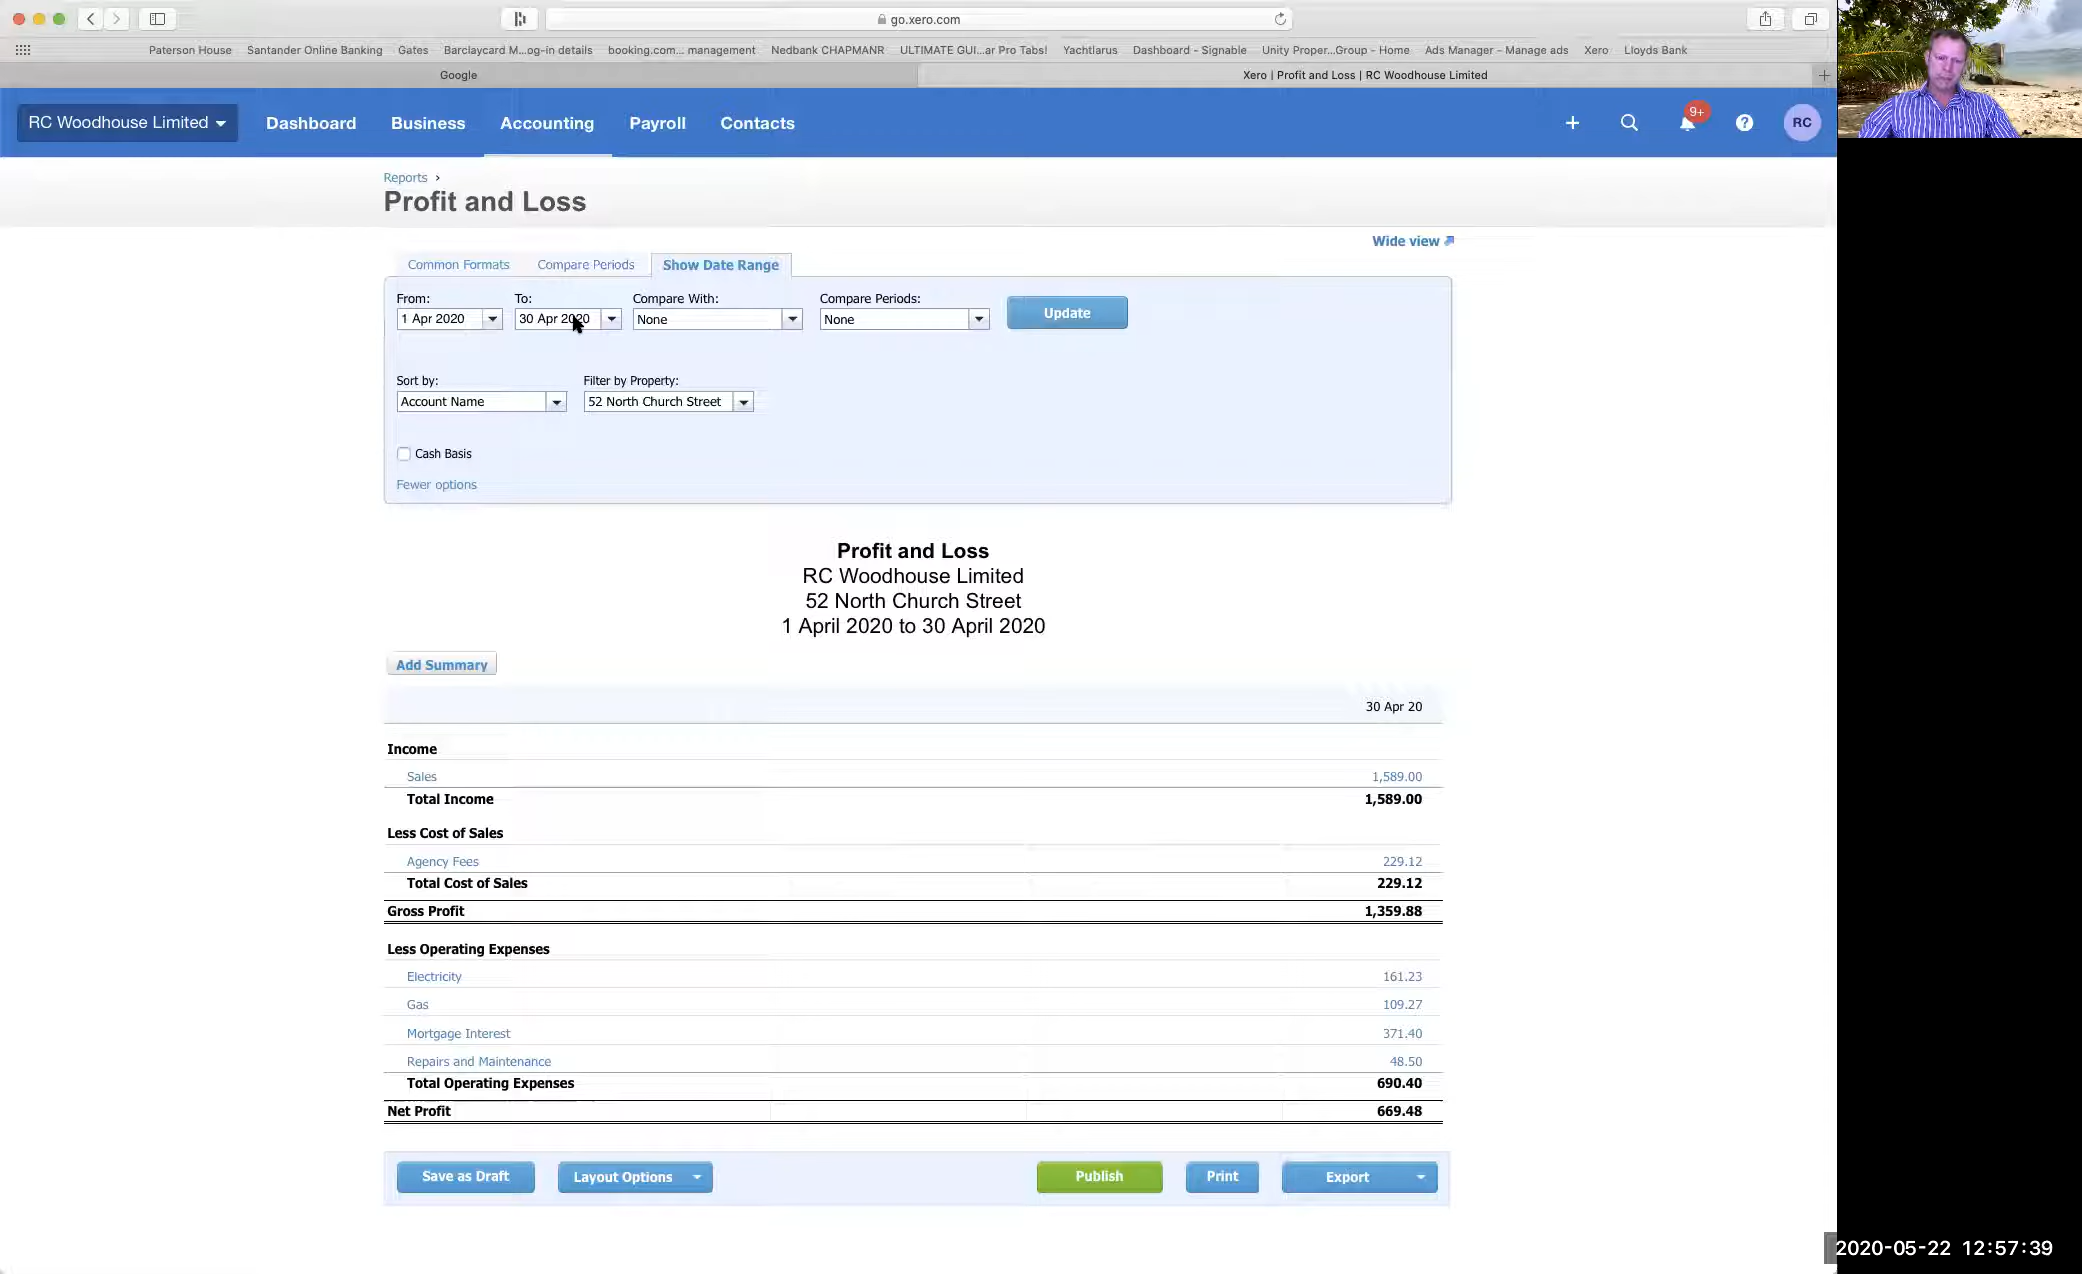 go.xero.com
Paterson House Santander Online Banking Gates Barclaycard M...og-in details booking.com... management Nedbank CHAPMANR ULTIMATE GUI...ar Pro Tabs! Yachtlarus Dashboard - Signable Unity Proper...Group - Home Ads Manager - Manage ads Xero Lloyds Bank
Google Xero | Profit and Loss | RC Woodhouse Limited
RC Woodhouse Limited Dashboard Business Accounting Payroll Contacts 9+ RC
Reports ›
Profit and Loss
Wide view
Common Formats Compare Periods Show Date Range
From: To: Compare With: Compare Periods:
1 Apr 2020 30 Apr 2020 None None Update
Sort by: Filter by Property:
Account Name 52 North Church Street
Cash Basis
Fewer options
Profit and Loss
RC Woodhouse Limited
52 North Church Street
1 April 2020 to 30 April 2020
Add Summary
30 Apr 20
Income
Sales 1,589.00
Total Income 1,589.00
Less Cost of Sales
Agency Fees 229.12
Total Cost of Sales 229.12
Gross Profit 1,359.88
Less Operating Expenses
Electricity 161.23
Gas 109.27
Mortgage Interest 371.40
Repairs and Maintenance 48.50
Total Operating Expenses 690.40
Net Profit 669.48
Save as Draft Layout Options Publish Print Export
2020-05-22 12:57:39